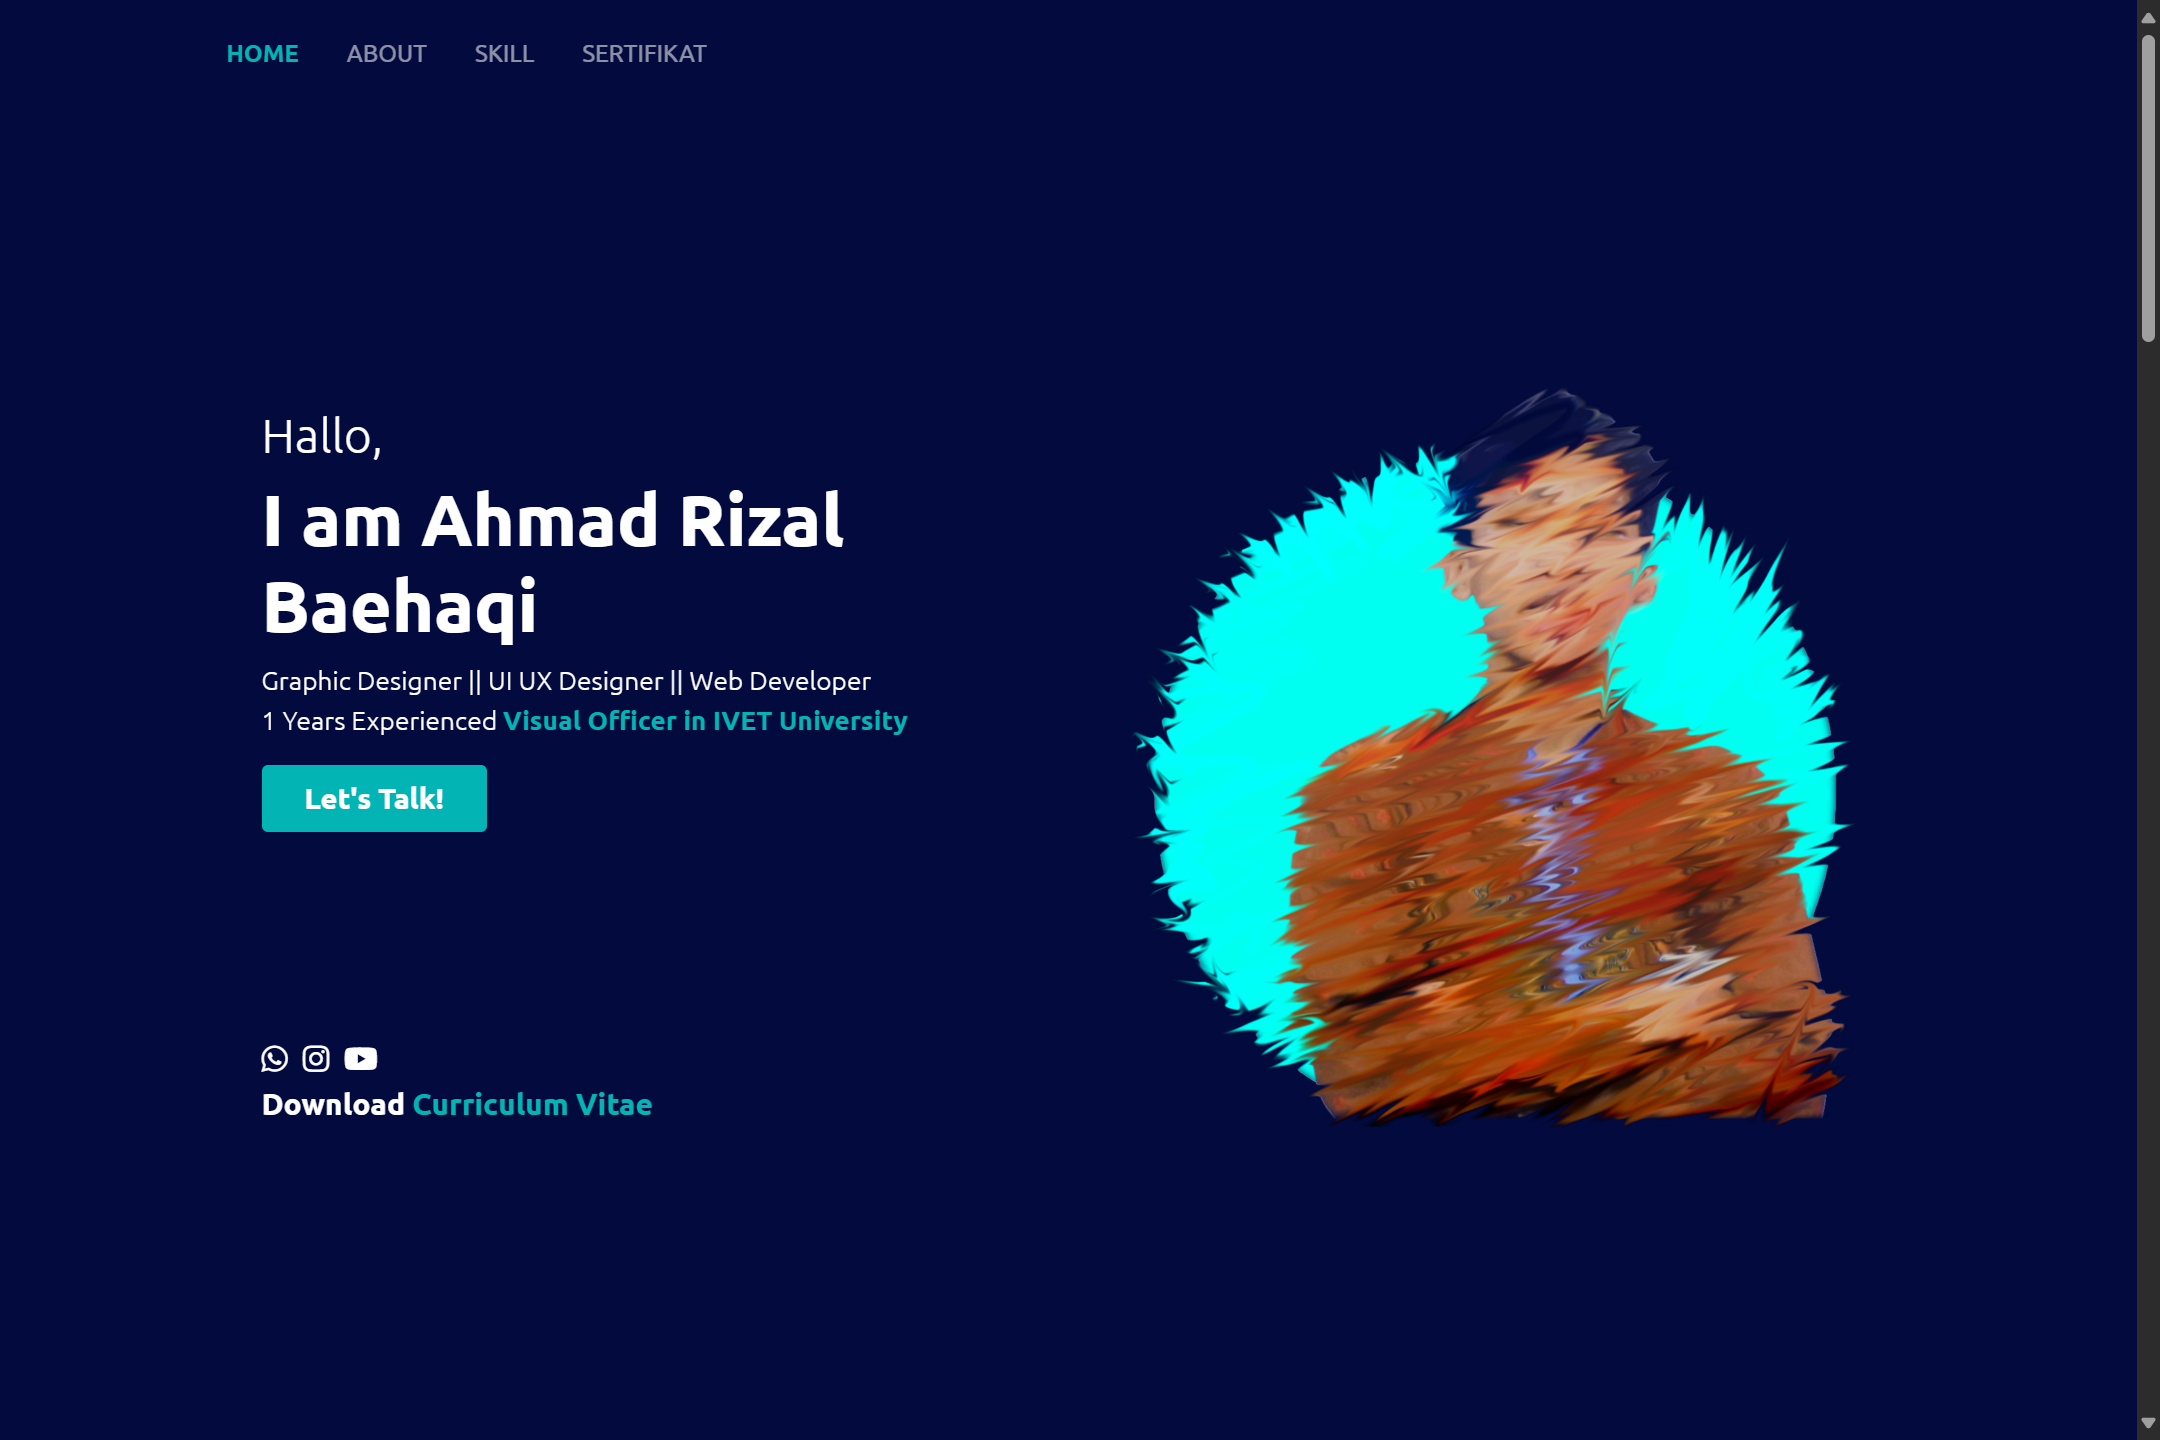 HOME ABOUT SKILL SERTIFIKAT
Hallo,
I am Ahmad Rizal
Baehaqi
Graphic Designer || UI UX Designer || Web Developer
1 Years Experienced Visual Officer in IVET University
Let's Talk!
Download Curriculum Vitae